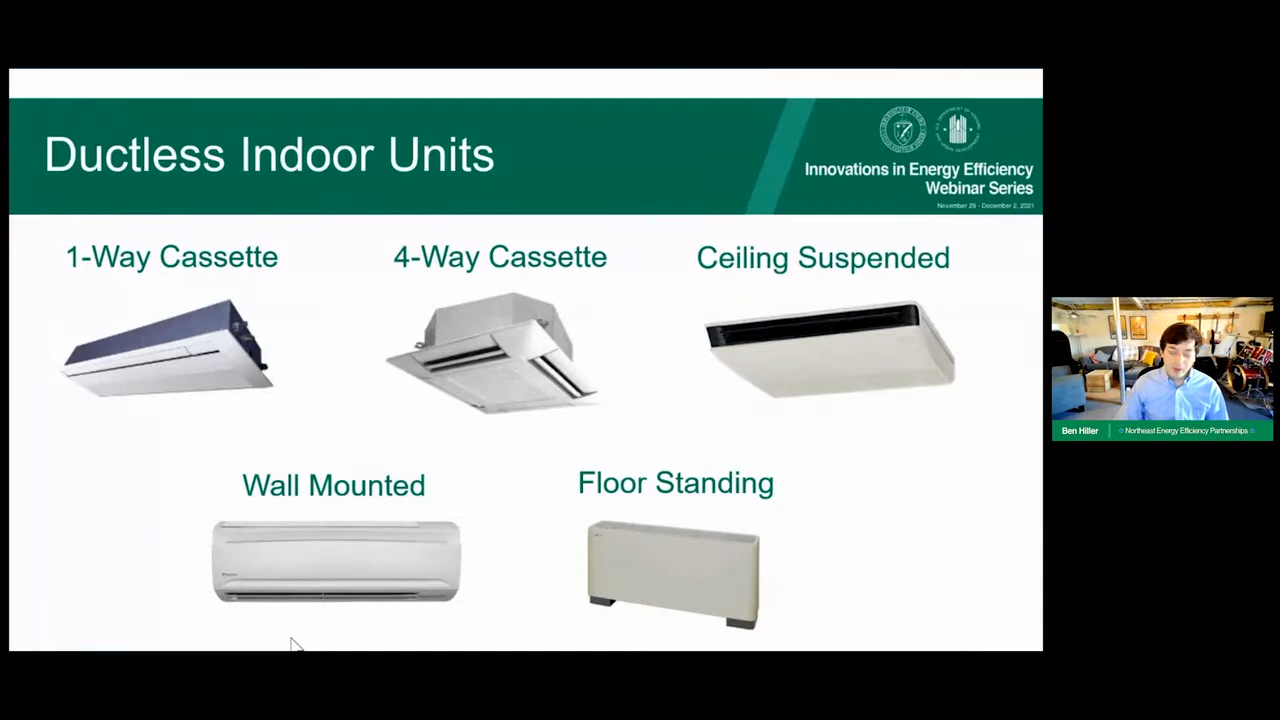 Ductless Indoor Units
Innovations in Energy Efficiency
Webinar Series
November 29 - December 2, 2021
1-Way Cassette
4-Way Cassette
Ceiling Suspended
Wall Mounted
Floor Standing
Ben Hiller
☆ Northeast Energy Efficiency Partnerships ☆